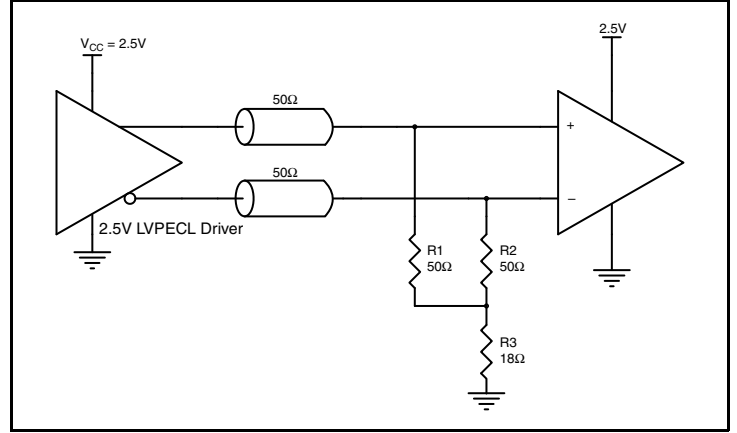 V_CC = 2.5V
2.5V
50Ω
+
50Ω
–
2.5V LVPECL Driver
R1
50Ω
R2
50Ω
R3
18Ω